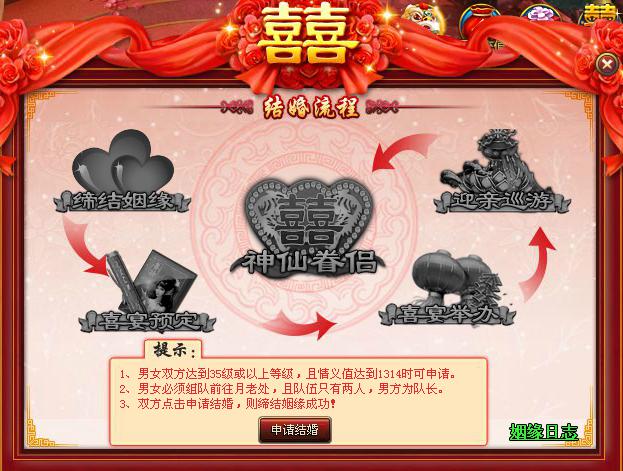 囍
囍
结婚流程
缔结姻缘
迎亲巡游
囍
神仙眷侣
喜宴预定
喜宴举办
提示：
1、男女双方达到35级或以上等级，且情义值达到1314时可申请。
2、男女必须组队前往月老处，且队伍只有两人，男方为队长。
3、双方点击申请结婚，则缔结姻缘成功！
申请结婚
姻缘日志